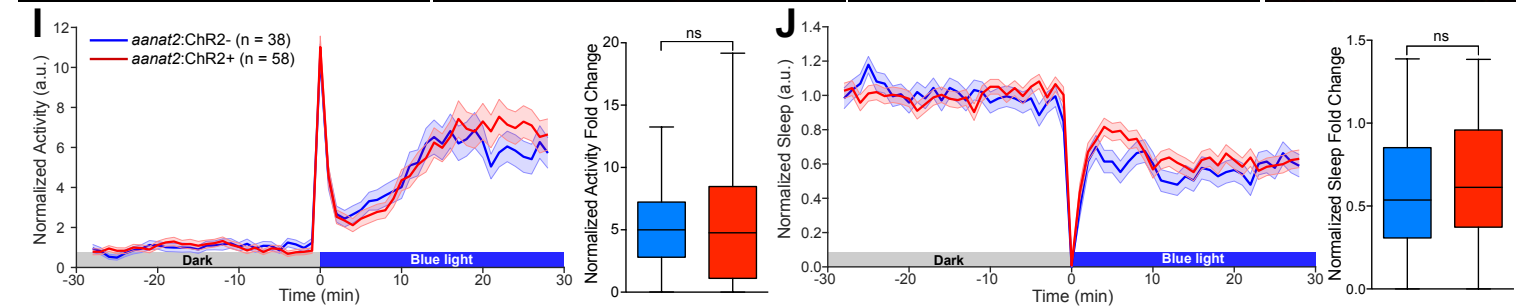 I
Normalized Activity (a.u.)
12
10
8
6
4
2
0
aanat2:ChR2- (n = 38)
aanat2:ChR2+ (n = 58)
Dark
Blue light
-30
-20
-10
0
10
20
30
Time (min)
Normalized Activity Fold Change
20
15
10
5
0
ns
J
Normalized Sleep (a.u.)
1.4
1.2
1.0
0.8
0.6
0.4
0.2
0.0
Dark
Blue light
-30
-20
-10
0
10
20
30
Time (min)
Normalized Sleep Fold Change
1.5
1.0
0.5
0.0
ns